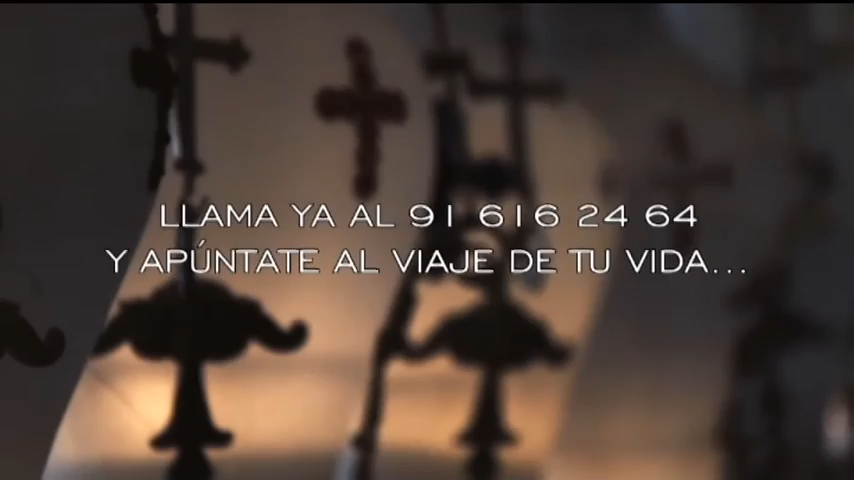 LLAMA YA AL 91 616 24 64
Y APÚNTATE AL VIAJE DE TU VIDA...